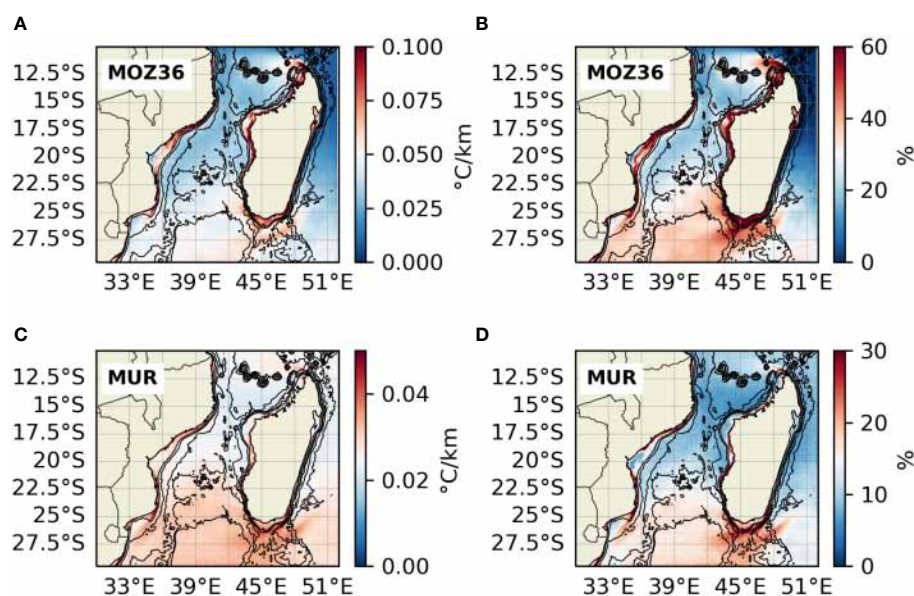 A
MOZ36
12.5°S
15°S
17.5°S
20°S
22.5°S
25°S
27.5°S
33°E 39°E 45°E 51°E
0.100
0.075
0.050
0.025
0.000
°C/km
B
MOZ36
12.5°S
15°S
17.5°S
20°S
22.5°S
25°S
27.5°S
33°E 39°E 45°E 51°E
60
40
20
0
%
C
MUR
12.5°S
15°S
17.5°S
20°S
22.5°S
25°S
27.5°S
33°E 39°E 45°E 51°E
0.04
0.02
0.00
°C/km
D
MUR
12.5°S
15°S
17.5°S
20°S
22.5°S
25°S
27.5°S
33°E 39°E 45°E 51°E
30
20
10
0
%